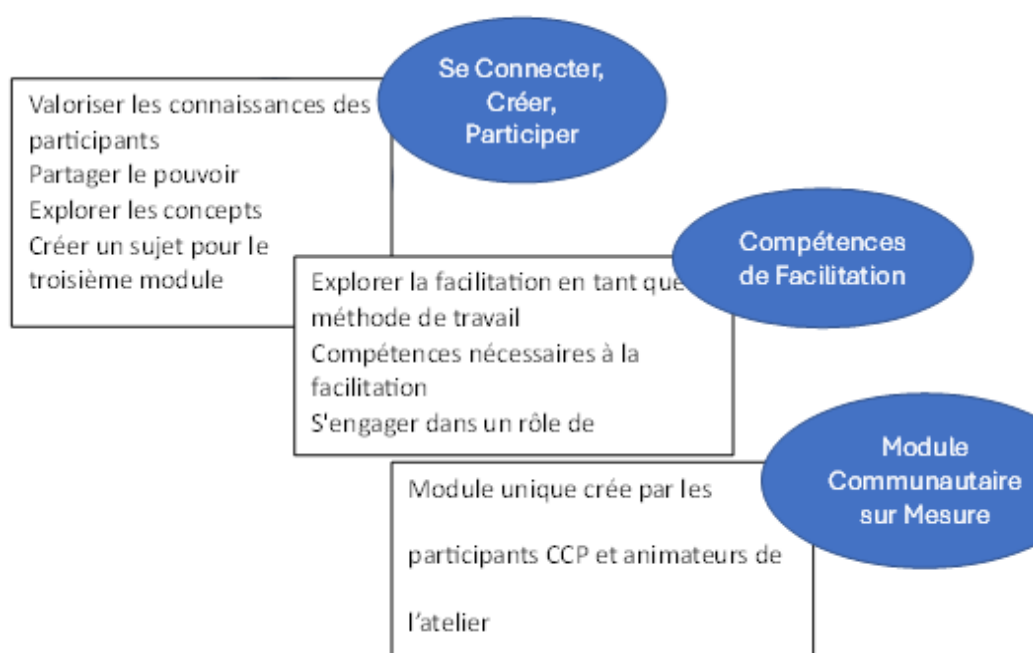 Se Connecter,
Créer,
Participer
Valoriser les connaissances des
participants
Partager le pouvoir
Explorer les concepts
Créer un sujet pour le
troisième module
Compétences
de Facilitation
Explorer la facilitation en tant que
méthode de travail
Compétences nécessaires à la
facilitation
S'engager dans un rôle de
Module
Communautaire
sur Mesure
Module unique crée par les
participants CCP et animateurs de
l'atelier